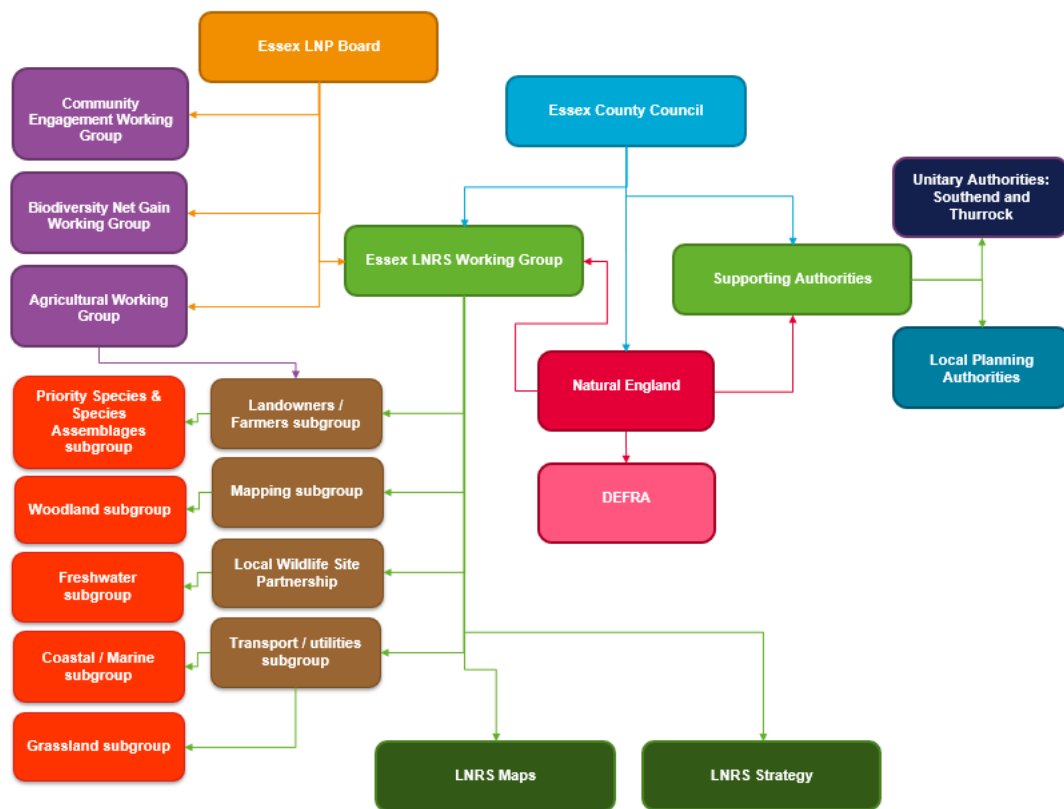 Essex LNP Board
Community
Engagement Working
Group
Essex County Council
Biodiversity Net Gain
Working Group
Unitary Authorities:
Southend and
Thurrock
Essex LNRS Working Group
Supporting Authorities
Agricultural Working
Group
Natural England
Local Planning
Authorities
Priority Species &
Species
Assemblages
subgroup
Landowners /
Farmers subgroup
Woodland subgroup
Mapping subgroup
DEFRA
Freshwater
subgroup
Local Wildlife Site
Partnership
Coastal / Marine
subgroup
Transport / utilities
subgroup
Grassland subgroup
LNRS Maps
LNRS Strategy